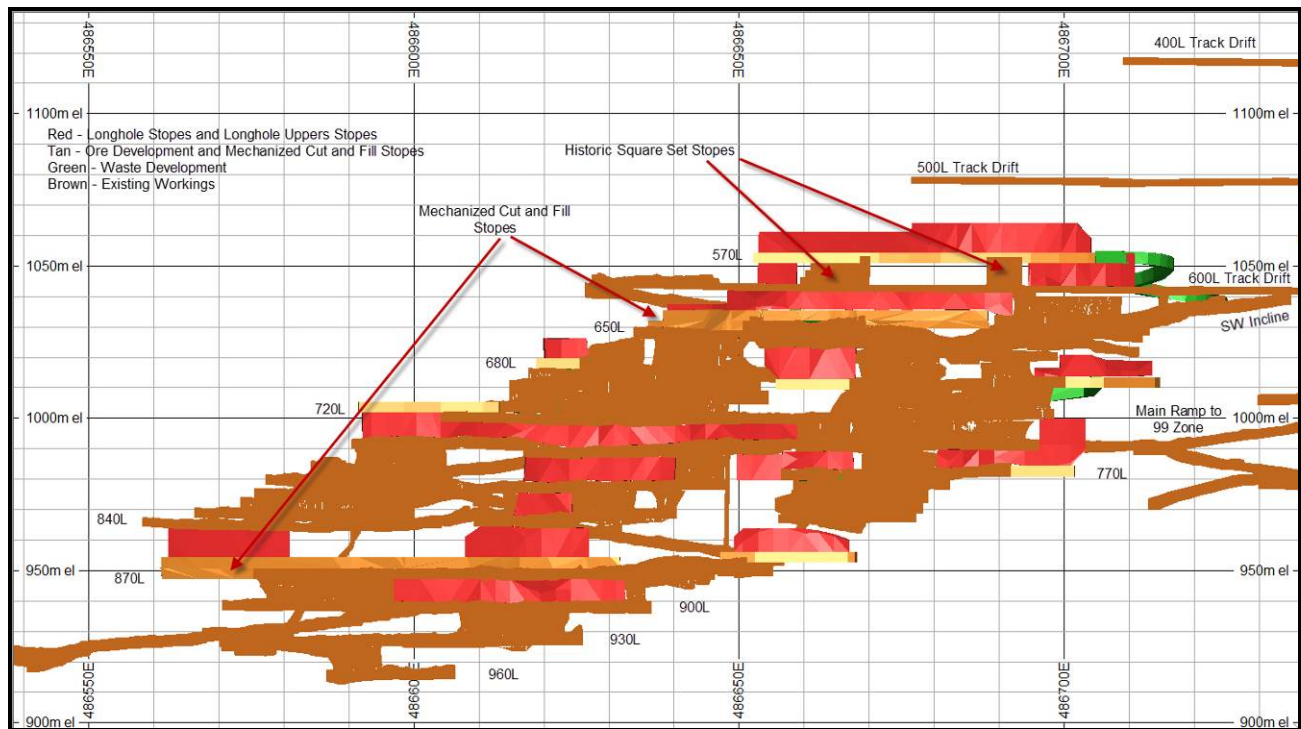 486550E
486600E
486650E
486700E
400L Track Drift
1100m el
1100m el
Red - Longhole Stopes and Longhole Uppers Stopes
Tan - Ore Development and Mechanized Cut and Fill Stopes
Green - Waste Development
Brown - Existing Workings
Historic Square Set Stopes
500L Track Drift
Mechanized Cut and Fill
Stopes
570L
1050m el
1050m el
600L Track Drift
650L
SW Incline
680L
720L
1000m el
1000m el
Main Ramp to
99 Zone
770L
840L
870L
950m el
950m el
900L
930L
960L
486550E
486600E
486650E
486700E
900m el
900m el